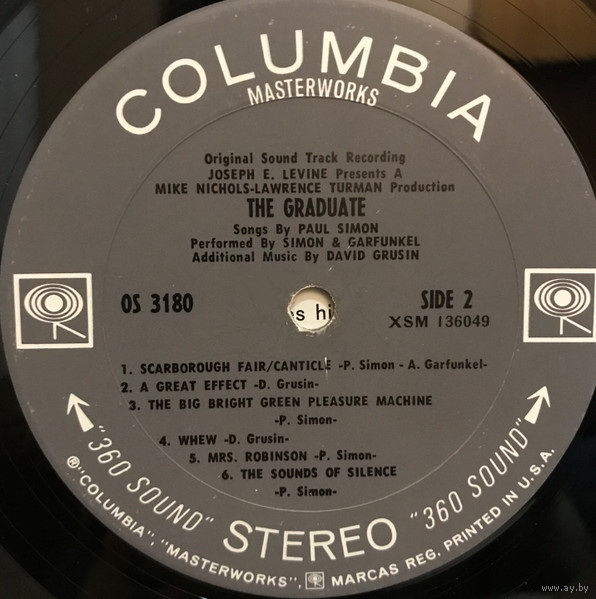 COLUMBIA
MASTERWORKS
Original Sound Track Recording
JOSEPH E. LEVINE Presents A
MIKE NICHOLS-LAWRENCE TURMAN Production
THE GRADUATE
Songs By PAUL SIMON
Performed By SIMON & GARFUNKEL
Additional Music By DAVID GRUSIN
OS 3180
SIDE 2
XSM 136049
s hi
1. SCARBOROUGH FAIR/CANTICLE -P. Simon - A. Garfunkel-
2. A GREAT EFFECT -D. Grusin-
3. THE BIG BRIGHT GREEN PLEASURE MACHINE
-P. Simon-
4. WHEW -D. Grusin-
5. MRS. ROBINSON -P. Simon-
6. THE SOUNDS OF SILENCE
-P. Simon-
"360 SOUND" STEREO "360 SOUND"
®"COLUMBIA", "MASTERWORKS", MARCAS REG. PRINTED IN U.S.A.
www.ay.by